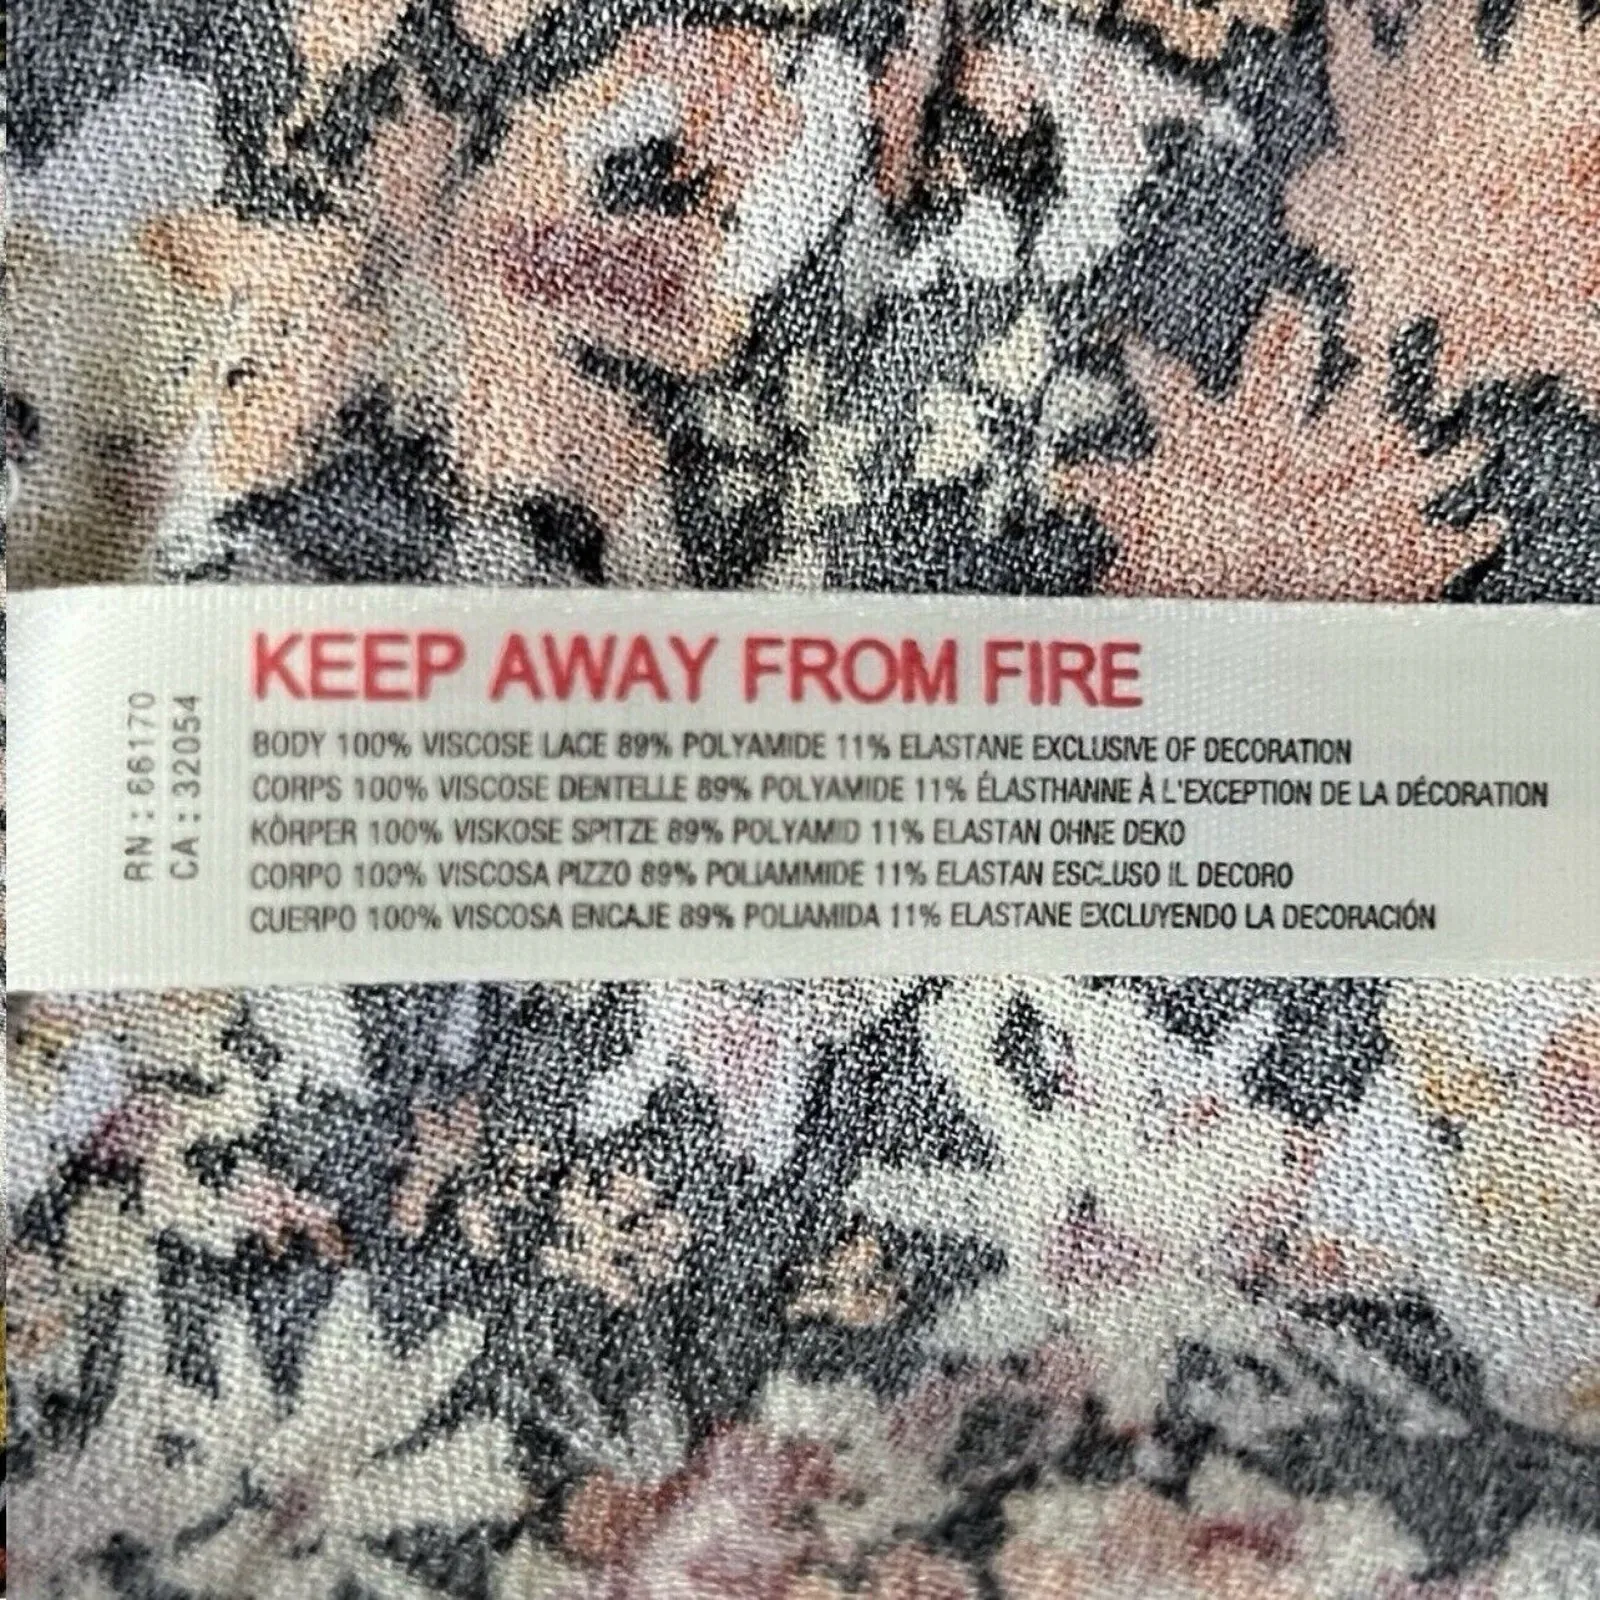 KEEP AWAY FROM FIRE
BODY 100% VISCOSE LACE 89% POLYAMIDE 11% ELASTANE EXCLUSIVE OF DECORATION
CORPS 100% VISCOSE DENTELLE 89% POLYAMIDE 11% ÉLASTHANNE À L'EXCEPTION DE LA DÉCORATION
KÖRPER 100% VISKOSE SPITZE 89% POLYAMID 11% ELASTAN OHNE DEKO
CORPO 100% VISCOSA PIZZO 89% POLIAMMIDE 11% ELASTAN ESCLUSO IL DECORO
CUERPO 100% VISCOSA ENCAJE 89% POLIAMIDA 11% ELASTANE EXCLUYENDO LA DECORACIÓN
RN : 66170
CA : 32054